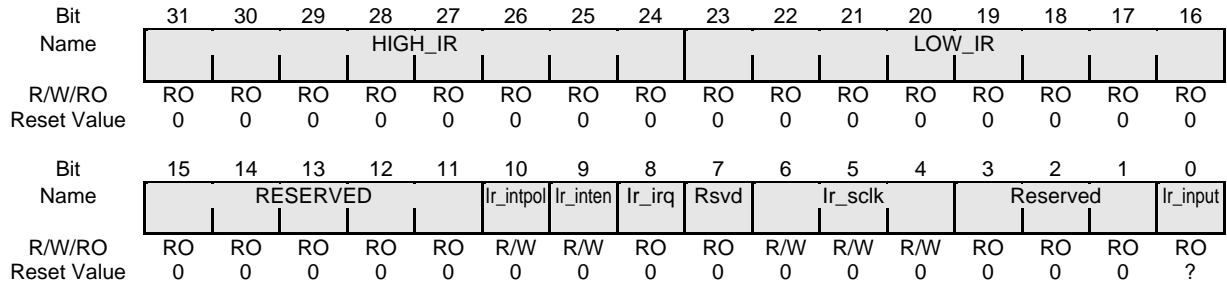 Bit 31 30 29 28 27 26 25 24 23 22 21 20 19 18 17 16
Name HIGH_IR LOW_IR
R/W/RO RO RO RO RO RO RO RO RO RO RO RO RO RO RO RO RO
Reset Value 0 0 0 0 0 0 0 0 0 0 0 0 0 0 0 0
Bit 15 14 13 12 11 10 9 8 7 6 5 4 3 2 1 0
Name RESERVED Ir_intpol Ir_inten Ir_irq Rsvd Ir_sclk Reserved Ir_input
R/W/RO RO RO RO RO RO R/W R/W RO RO R/W R/W R/W RO RO RO RO
Reset Value 0 0 0 0 0 0 0 0 0 0 0 0 0 0 0 ?